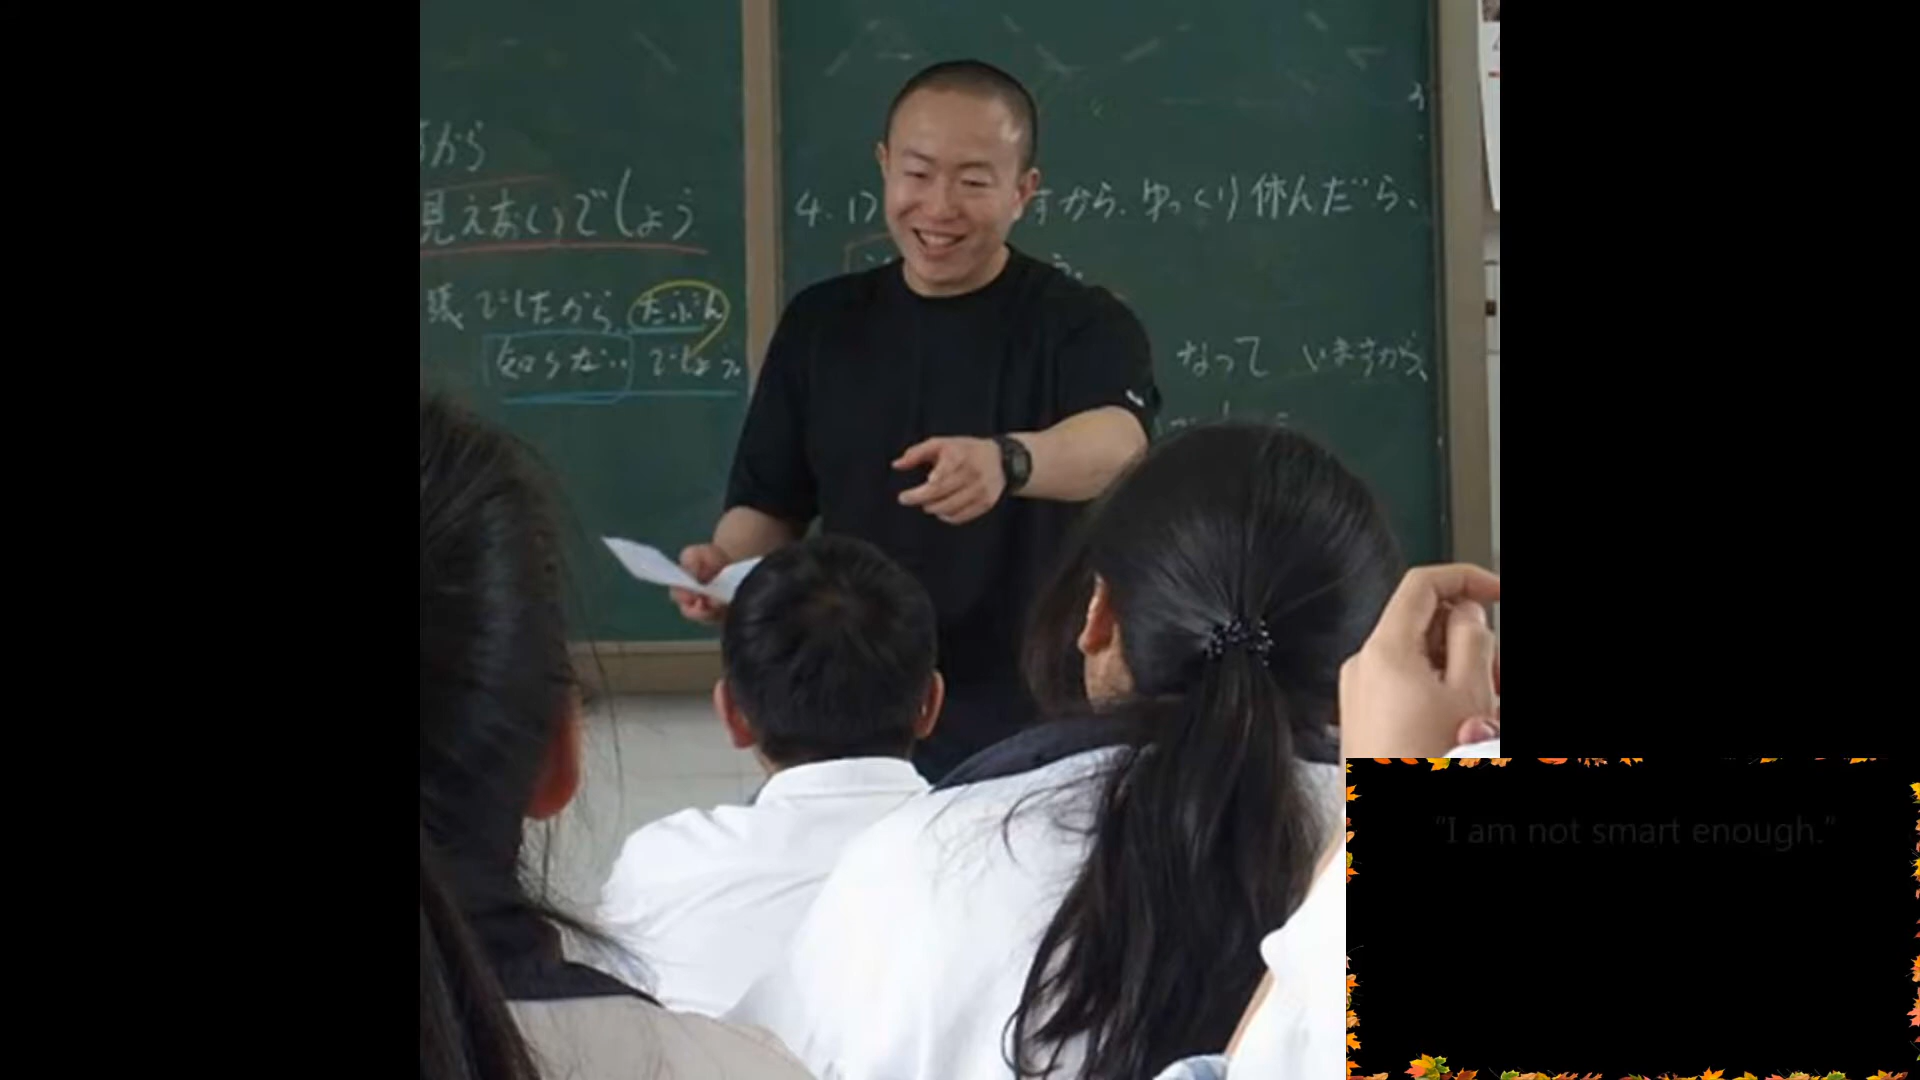 すから
見えないでしょう
残でしたから たぶん
知らない でしょう。
4. すから、ゆっくり休んだら、
なって いますから、
"I am not smart enough."